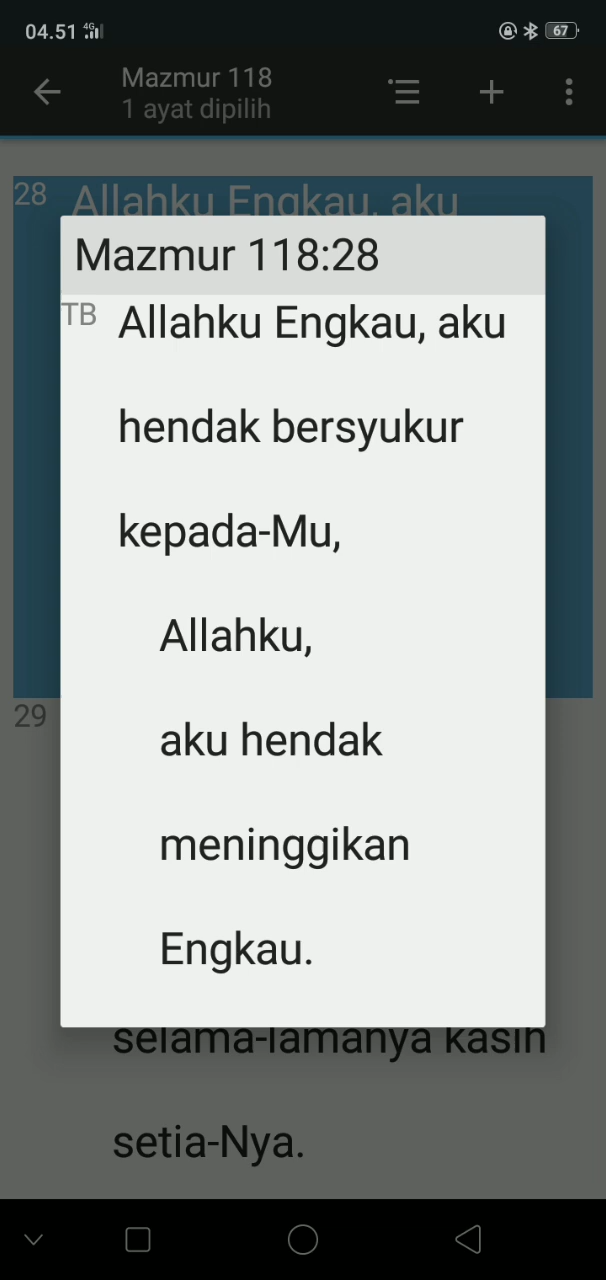 04.51 4G 67
Mazmur 118
1 ayat dipilih
28 Allahku Engkau, aku
Mazmur 118:28
TB Allahku Engkau, aku
hendak bersyukur
kepada-Mu,
Allahku,
aku hendak
meninggikan
Engkau.
29
selama-lamanya kasih
setia-Nya.